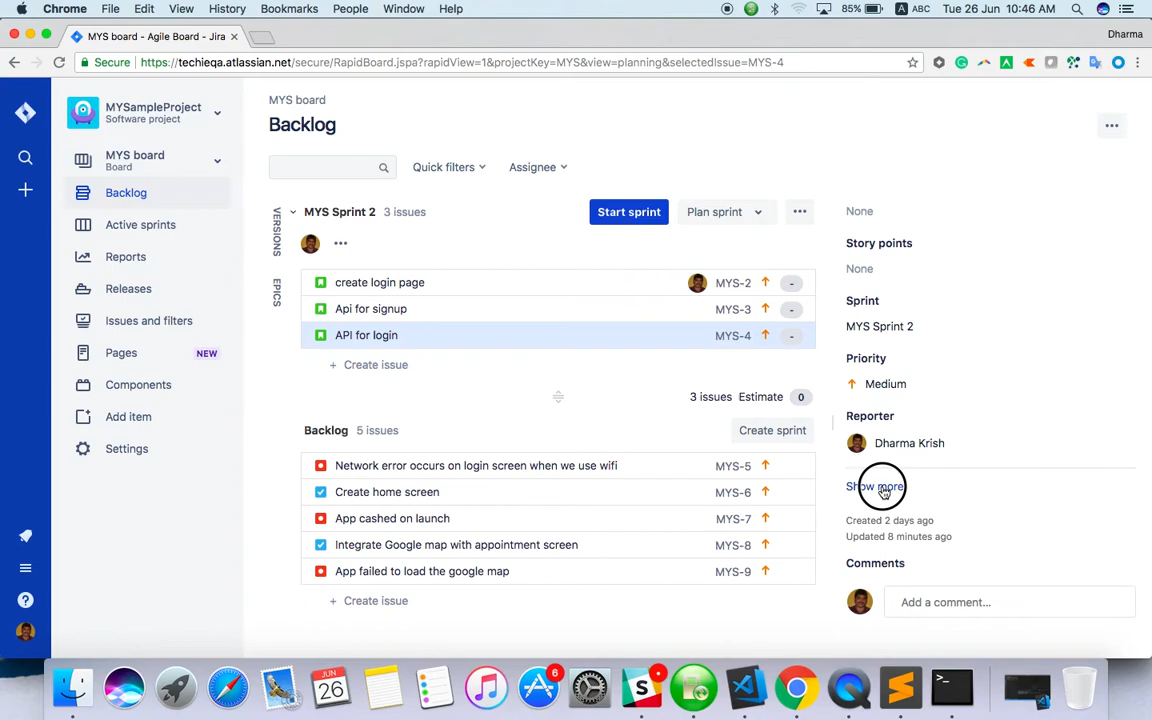 Chrome File Edit View History Bookmarks People Window Help 85% A ABC Tue 26 Jun 10:46 AM
MYS board - Agile Board - Jira
Dharma
Secure https://techieqa.atlassian.net/secure/RapidBoard.jspa?rapidView=1&projectKey=MYS&view=planning&selectedIssue=MYS-4
MYSampleProject
Software project
MYS board
Board
Backlog
Active sprints
Reports
Releases
Issues and filters
Pages NEW
Components
Add item
Settings
MYS board
Backlog
Quick filters Assignee
VERSIONS
EPICS
MYS Sprint 2 3 issues Start sprint Plan sprint
create login page MYS-2 -
Api for signup MYS-3 -
API for login MYS-4 -
+ Create issue
3 issues Estimate 0
Backlog 5 issues Create sprint
Network error occurs on login screen when we use wifi MYS-5
Create home screen MYS-6
App cashed on launch MYS-7
Integrate Google map with appointment screen MYS-8
App failed to load the google map MYS-9
+ Create issue
None
Story points
None
Sprint
MYS Sprint 2
Priority
Medium
Reporter
Dharma Krish
Show more
Created 2 days ago
Updated 8 minutes ago
Comments
Add a comment...
JUN
26
6